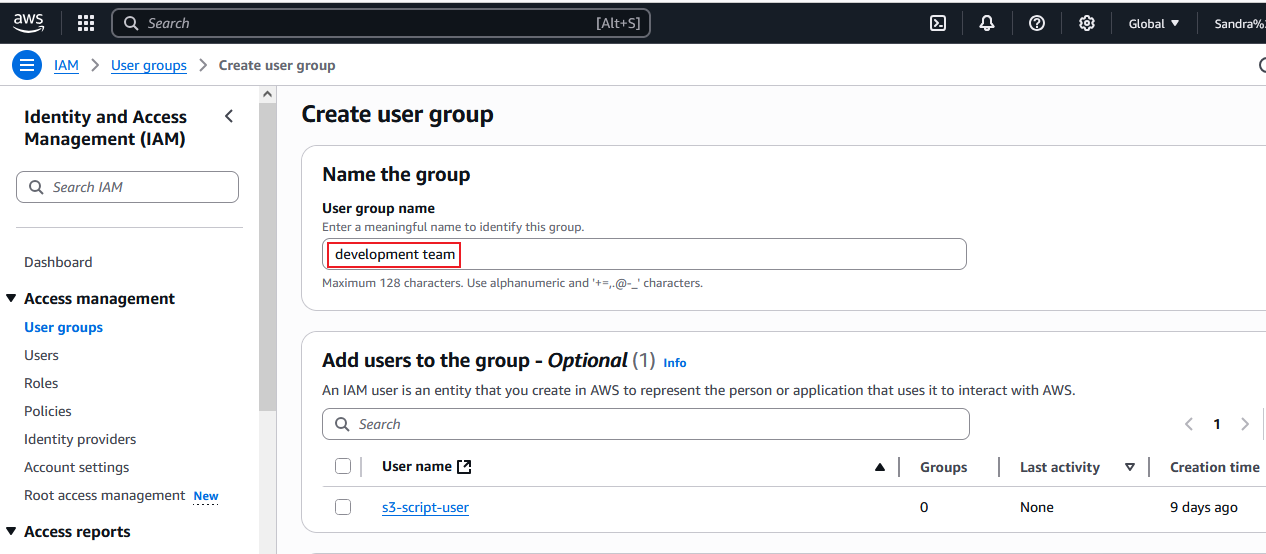 aws
Search [Alt+S]
Global
Sandra%
IAM > User groups > Create user group
Identity and Access
Management (IAM)
Search IAM
Dashboard
Access management
User groups
Users
Roles
Policies
Identity providers
Account settings
Root access management New
Access reports
Create user group
Name the group
User group name
Enter a meaningful name to identify this group.
development team
Maximum 128 characters. Use alphanumeric and '+=,.@-_' characters.
Add users to the group - Optional (1) Info
An IAM user is an entity that you create in AWS to represent the person or application that uses it to interact with AWS.
Search
1
User name Groups Last activity Creation time
s3-script-user 0 None 9 days ago